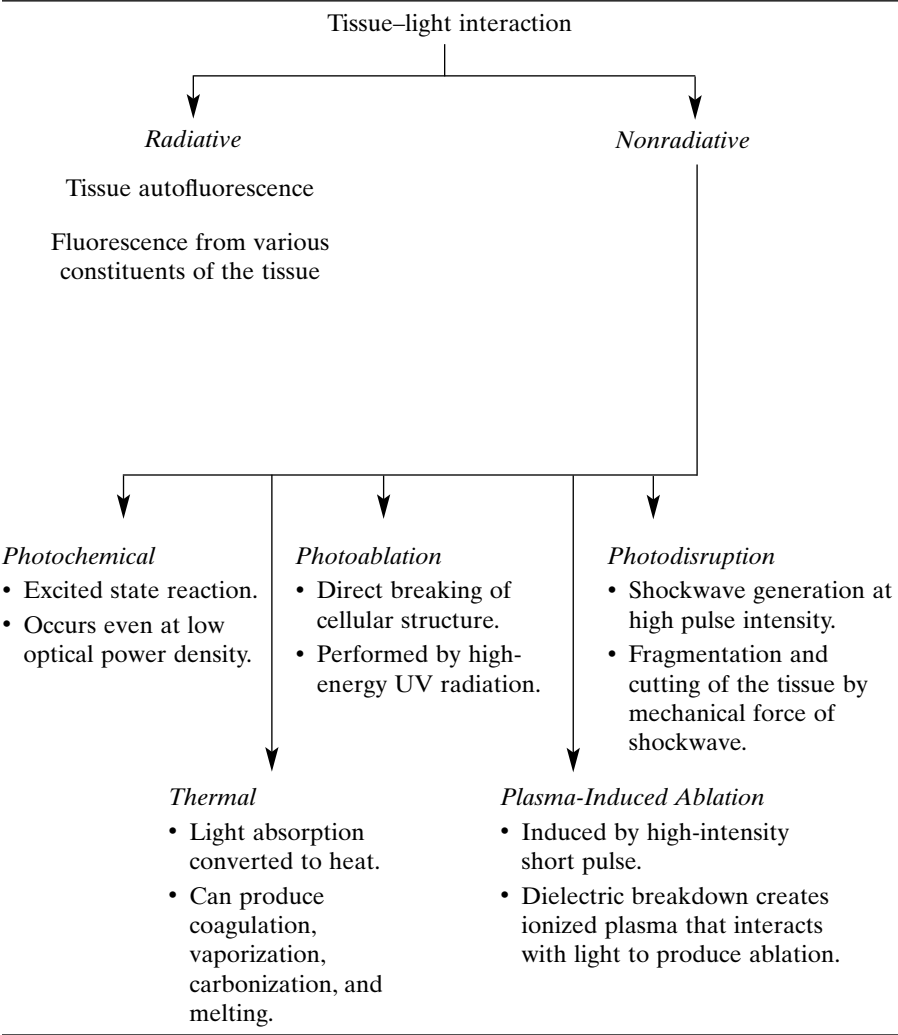 Tissue–light interaction
Radiative
Tissue autofluorescence
Fluorescence from various
constituents of the tissue
Nonradiative
Photochemical
• Excited state reaction.
• Occurs even at low
optical power density.
Photoablation
• Direct breaking of
cellular structure.
• Performed by high-
energy UV radiation.
Photodisruption
• Shockwave generation at
high pulse intensity.
• Fragmentation and
cutting of the tissue by
mechanical force of
shockwave.
Thermal
• Light absorption
converted to heat.
• Can produce
coagulation,
vaporization,
carbonization, and
melting.
Plasma-Induced Ablation
• Induced by high-intensity
short pulse.
• Dielectric breakdown creates
ionized plasma that interacts
with light to produce ablation.